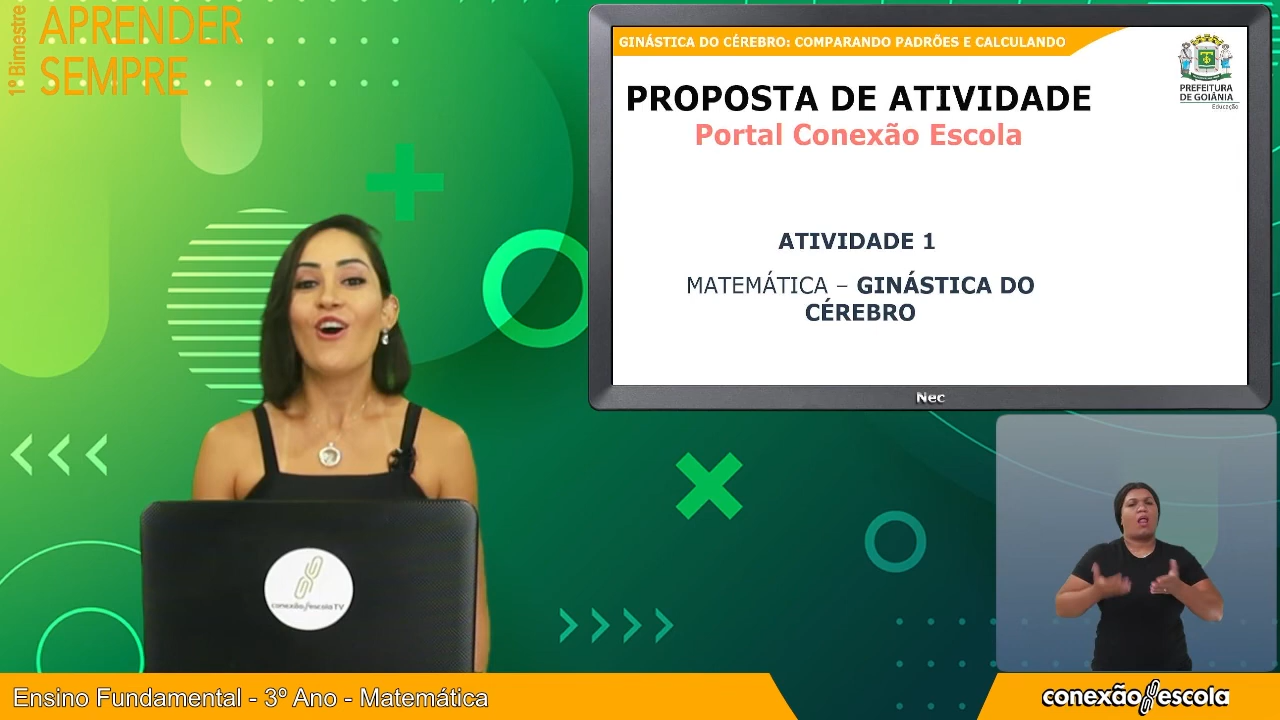 1º Bimestre
APRENDER
SEMPRE
GINÁSTICA DO CÉREBRO: COMPARANDO PADRÕES E CALCULANDO
PREFEITURA
DE GOIÂNIA
Educação
PROPOSTA DE ATIVIDADE
Portal Conexão Escola
ATIVIDADE 1
MATEMÁTICA – GINÁSTICA DO
CÉREBRO
Nec
conexão escola TV
Ensino Fundamental - 3º Ano - Matemática
conexão escola